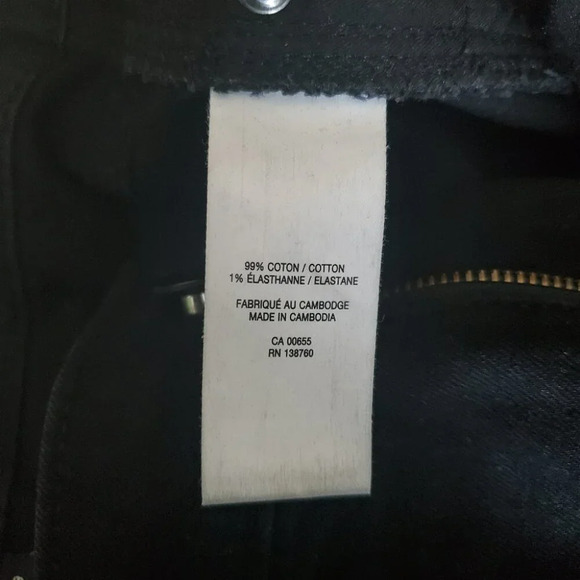 99% COTON / COTTON
1% ÉLASTHANNE / ELASTANE
FABRIQUÉ AU CAMBODGE
MADE IN CAMBODIA
CA 00655
RN 138760